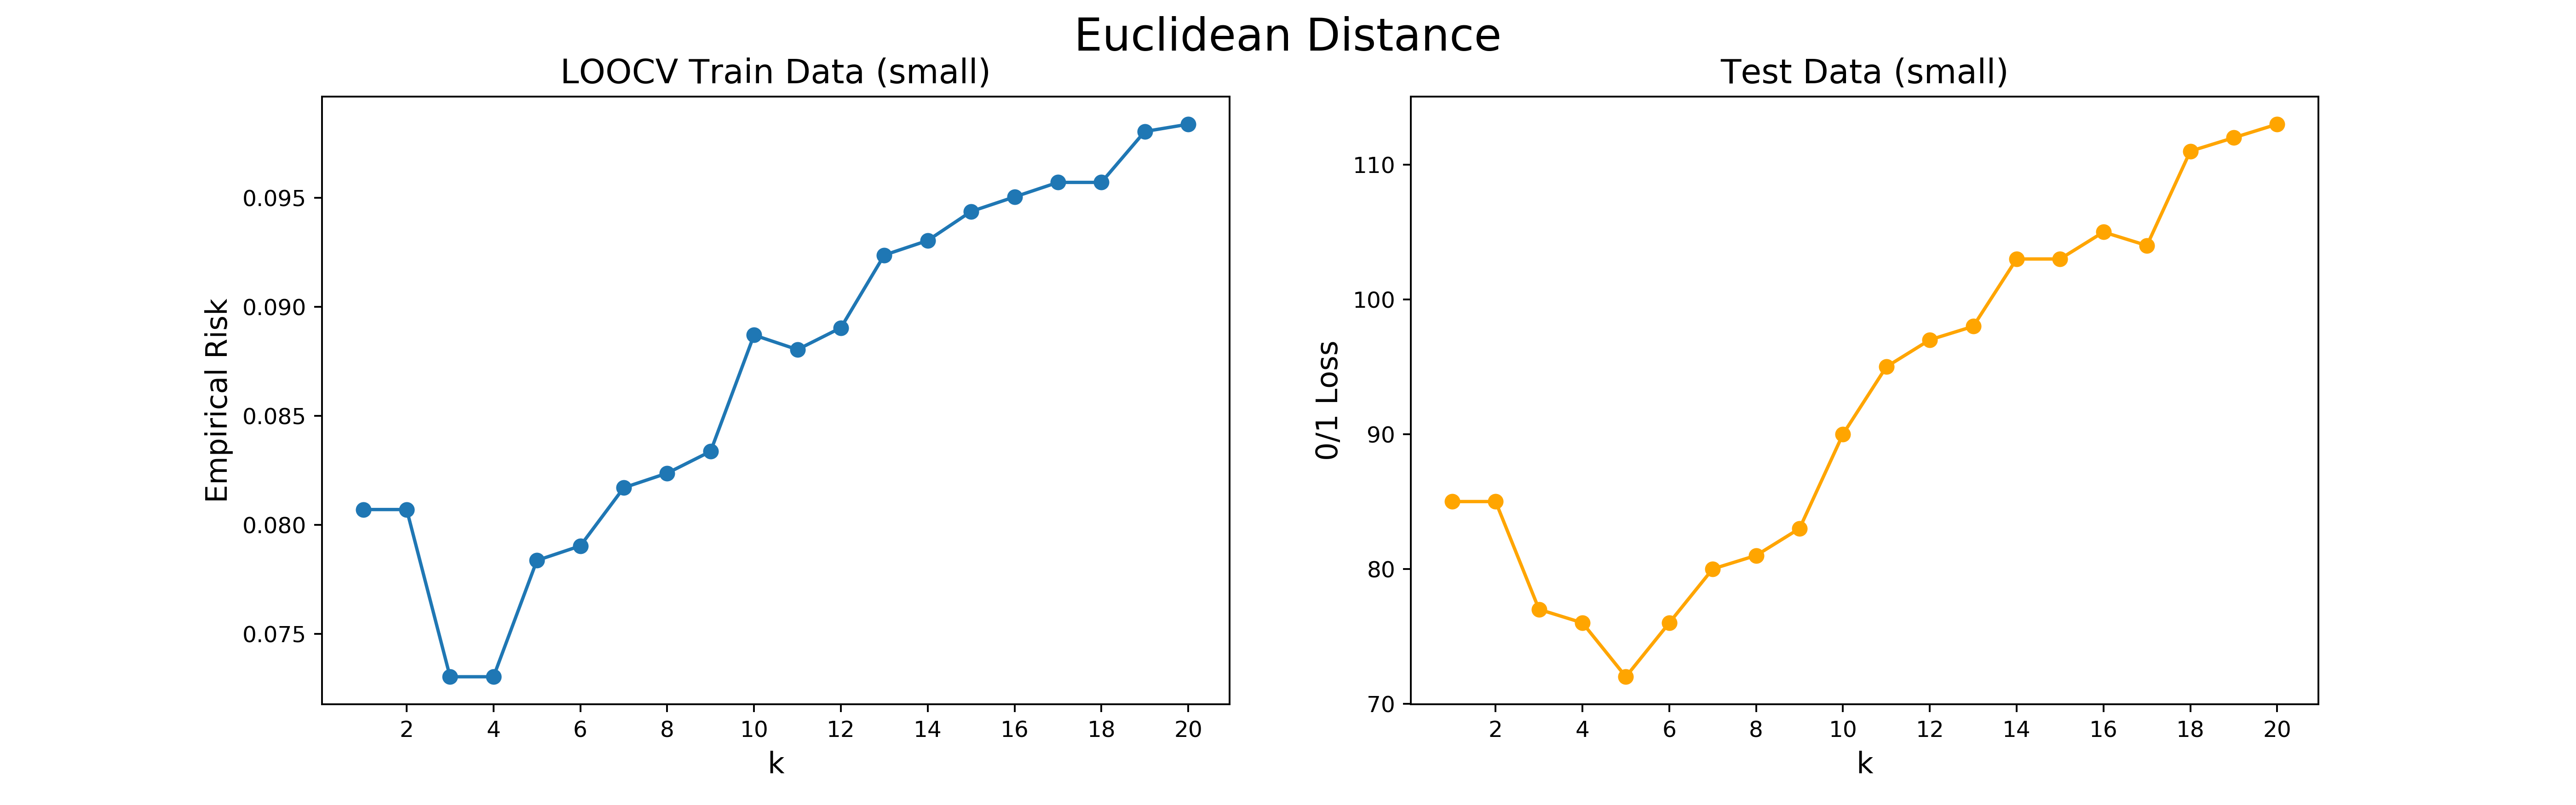 Euclidean Distance
LOOCV Train Data (small)
Empirical Risk
0.095
0.090
0.085
0.080
0.075
2 4 6 8 10 12 14 16 18 20
k
Test Data (small)
0/1 Loss
110
100
90
80
70
2 4 6 8 10 12 14 16 18 20
k